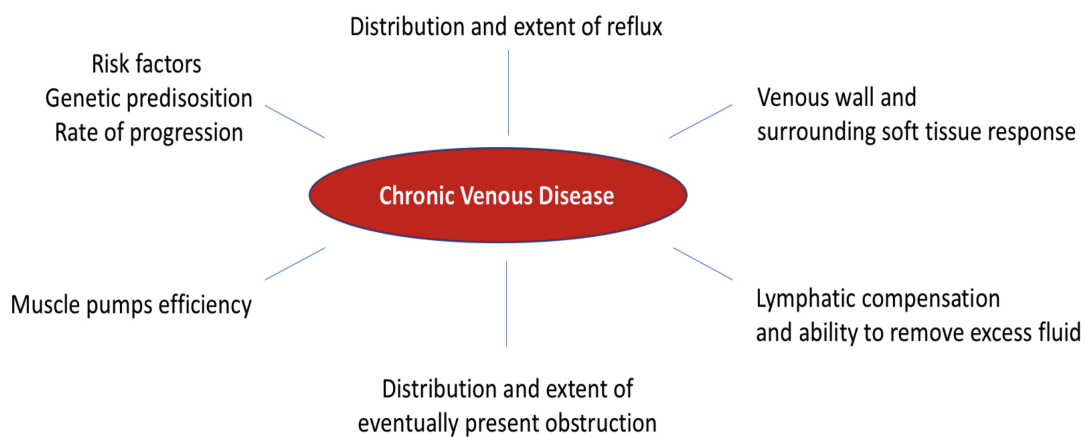 Distribution and extent of reflux
Risk factors
Genetic predisosition
Rate of progression
Venous wall and
surrounding soft tissue response
Chronic Venous Disease
Muscle pumps efficiency
Lymphatic compensation
and ability to remove excess fluid
Distribution and extent of
eventually present obstruction